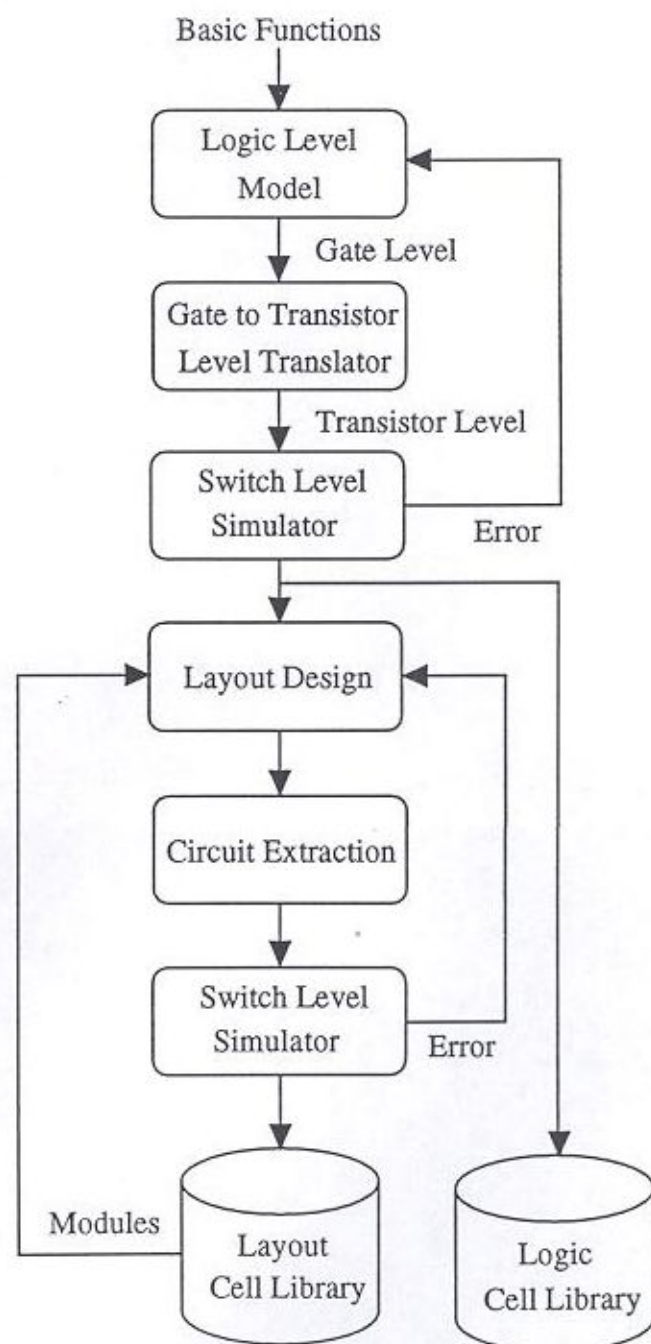 Basic Functions
Logic Level
Model
Gate Level
Gate to Transistor
Level Translator
Transistor Level
Switch Level
Simulator
Error
Layout Design
Circuit Extraction
Switch Level
Simulator
Error
Modules
Layout
Cell Library
Logic
Cell Library